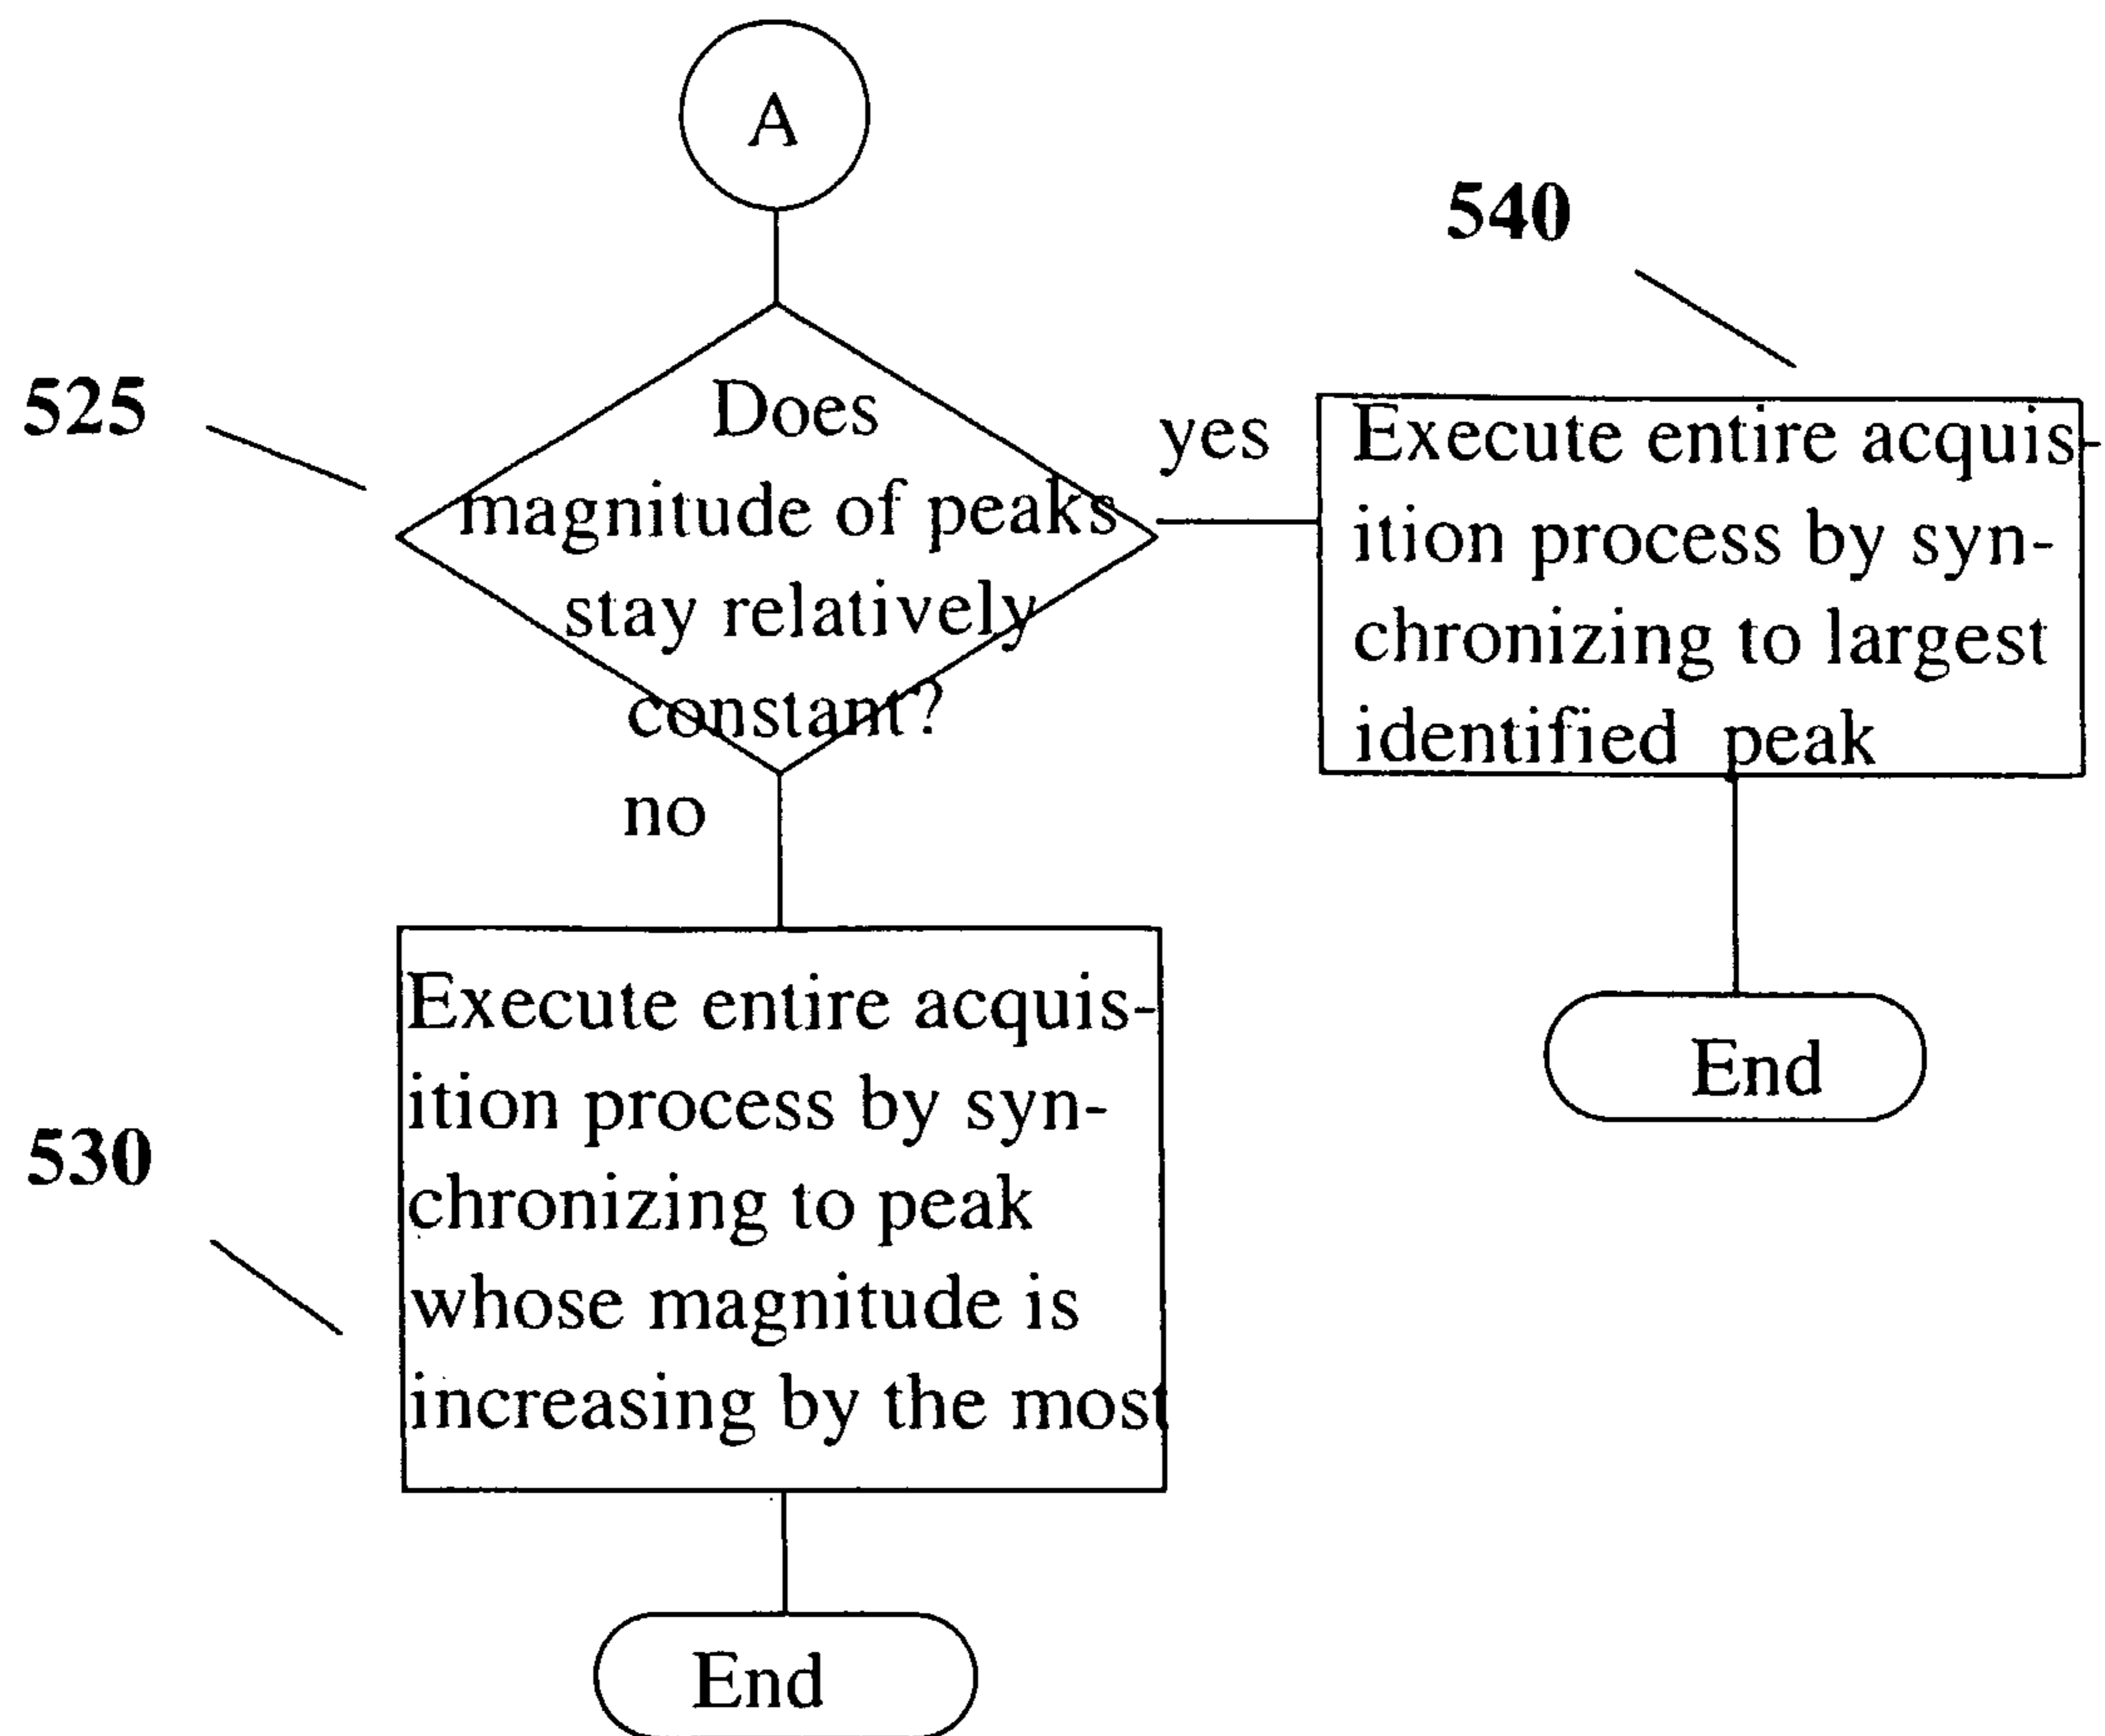 A
540
525
Does
magnitude of peaks
stay relatively
constant?
yes
Execute entire acquis-
ition process by syn-
chronizing to largest
identified peak
no
End
530
Execute entire acquis-
ition process by syn-
chronizing to peak
whose magnitude is
increasing by the most
End